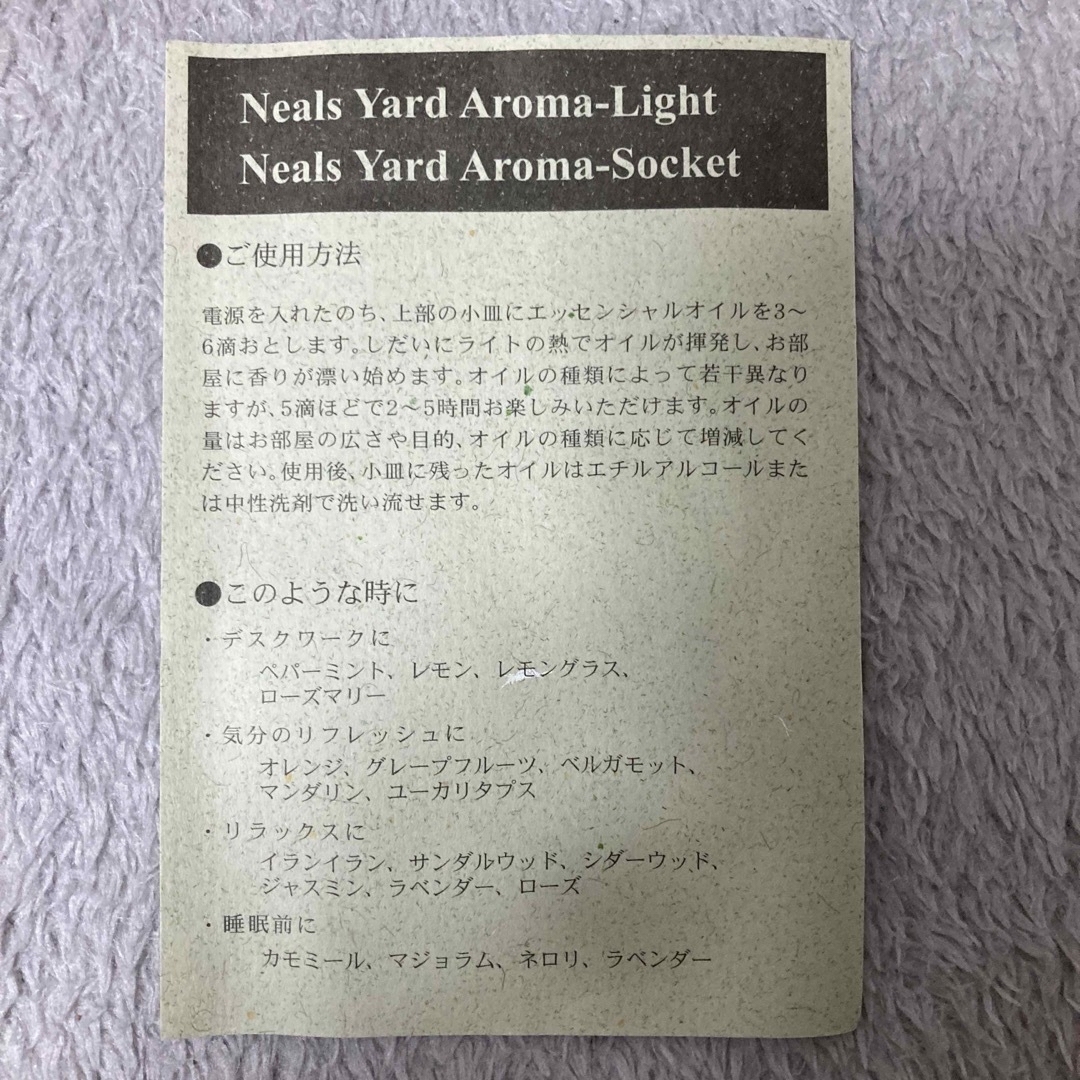 Neals Yard Aroma-Light
Neals Yard Aroma-Socket
●ご使用方法
電源を入れたのち、上部の小皿にエッセンシャルオイルを3〜
6滴おとします。しだいにライトの熱でオイルが揮発し、お部
屋に香りが漂い始めます。オイルの種類によって若干異なり
ますが、5滴ほどで2〜5時間お楽しみいただけます。オイルの
量はお部屋の広さや目的、オイルの種類に応じて増減してく
ださい。使用後、小皿に残ったオイルはエチルアルコールまた
は中性洗剤で洗い流せます。
●このような時に
・デスクワークに
ペパーミント、レモン、レモングラス、
ローズマリー
・気分のリフレッシュに
オレンジ、グレープフルーツ、ベルガモット、
マンダリン、ユーカリタプス
・リラックスに
イランイラン、サンダルウッド、シダーウッド、
ジャスミン、ラベンダー、ローズ
・睡眠前に
カモミール、マジョラム、ネロリ、ラベンダー